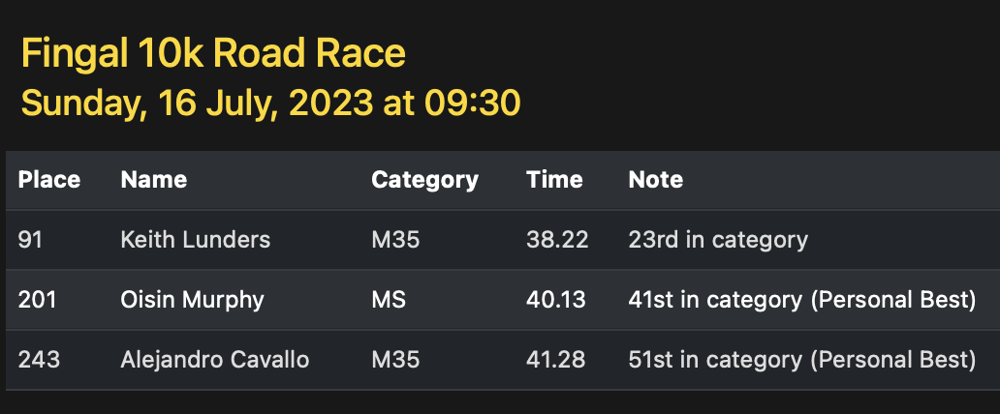 Fingal 10k Road Race
Sunday, 16 July, 2023 at 09:30
Place Name Category Time Note
91 Keith Lunders M35 38.22 23rd in category
201 Oisin Murphy MS 40.13 41st in category (Personal Best)
243 Alejandro Cavallo M35 41.28 51st in category (Personal Best)